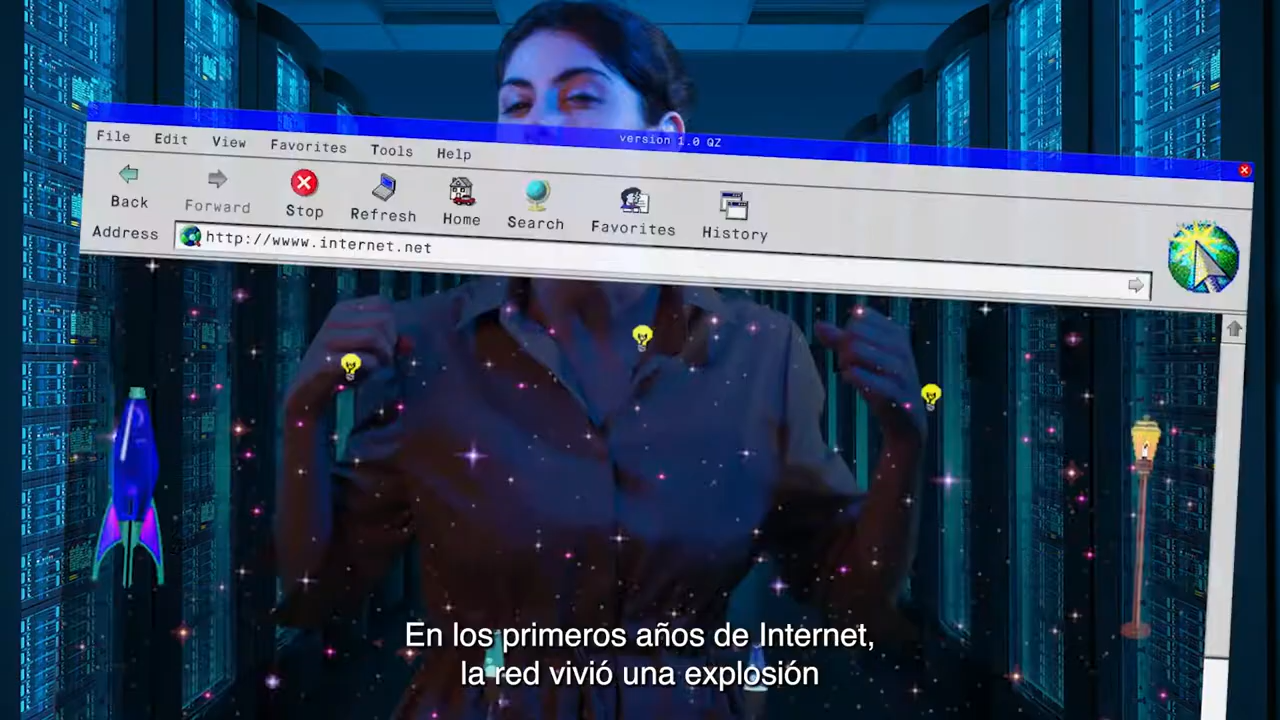 version 1.0 QZ
File Edit View Favorites Tools Help
Back Forward Stop Refresh Home Search Favorites History
Address http://www.internet.net
En los primeros años de Internet,
la red vivió una explosión